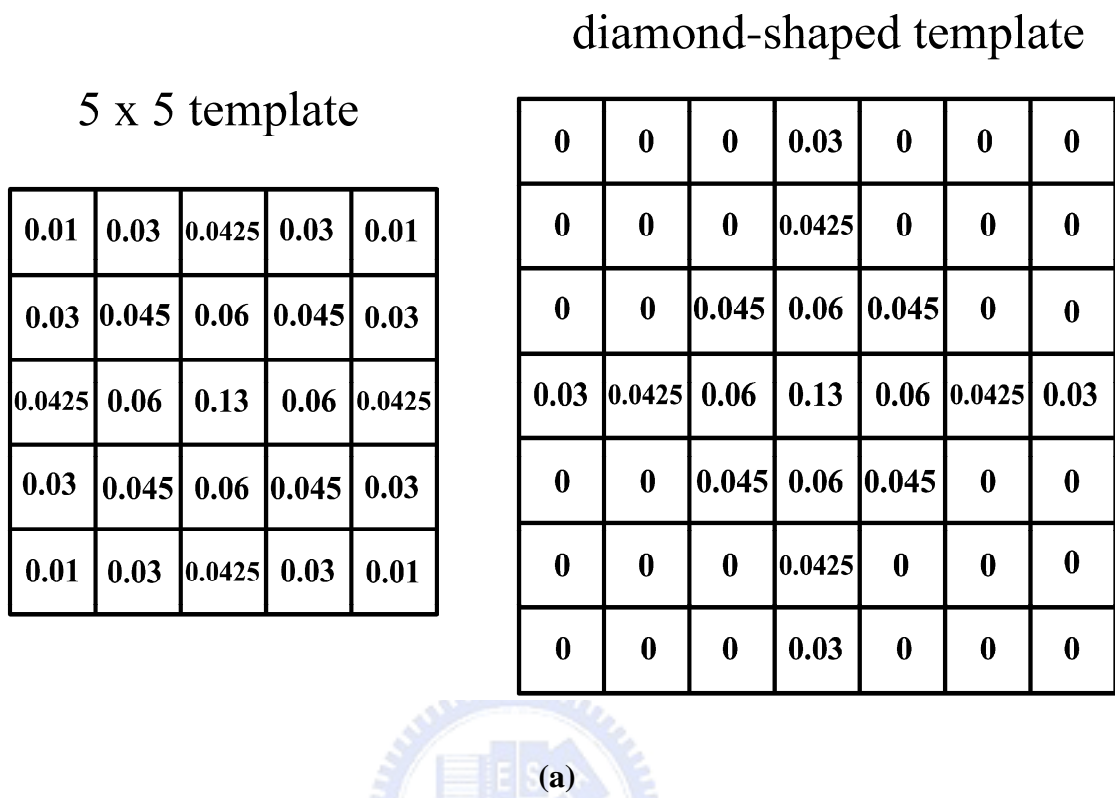 5 x 5 template
0.01 0.03 0.0425 0.03 0.01
0.03 0.045 0.06 0.045 0.03
0.0425 0.06 0.13 0.06 0.0425
0.03 0.045 0.06 0.045 0.03
0.01 0.03 0.0425 0.03 0.01
diamond-shaped template
0 0 0 0.03 0 0 0
0 0 0 0.0425 0 0 0
0 0 0.045 0.06 0.045 0 0
0.03 0.0425 0.06 0.13 0.06 0.0425 0.03
0 0 0.045 0.06 0.045 0 0
0 0 0 0.0425 0 0 0
0 0 0 0.03 0 0 0
(a)